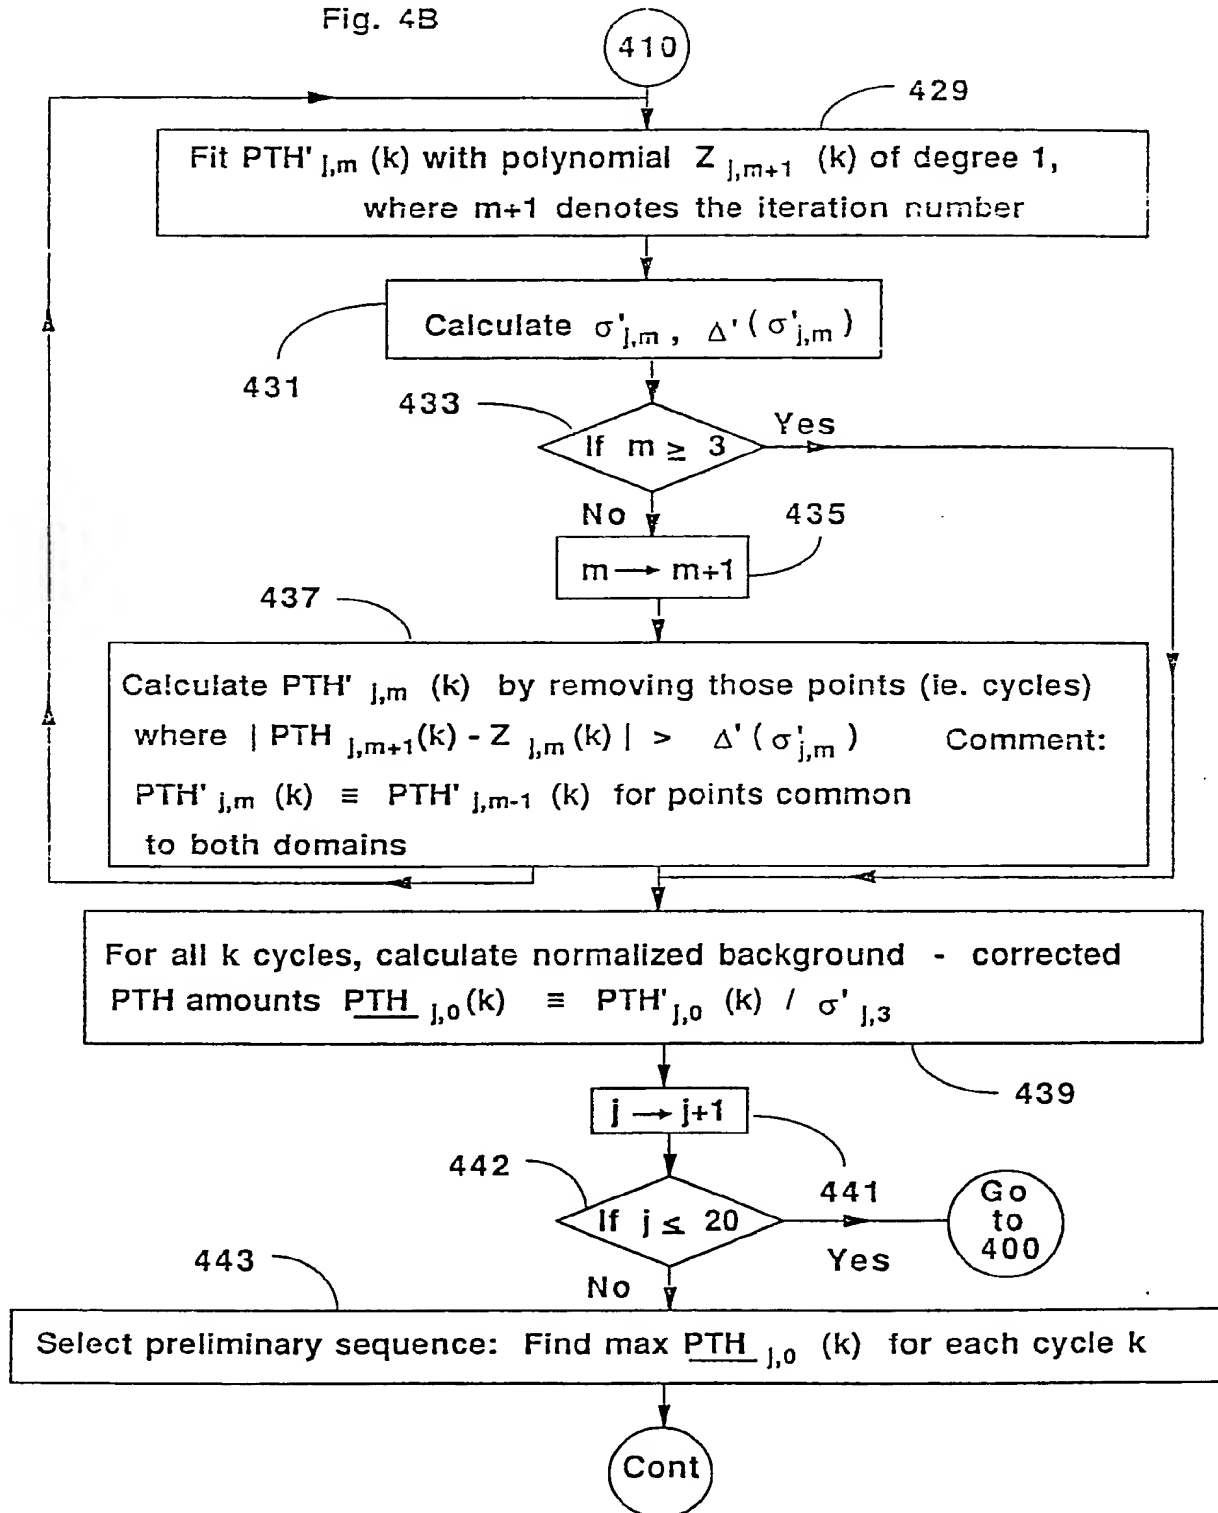 Fig. 4B
410
429
Fit PTH'j,m (k) with polynomial Z j,m+1 (k) of degree 1,
where m+1 denotes the iteration number
Calculate σ'j,m , Δ'(σ'j,m)
431
433
If m ≥ 3
Yes
No
435
m → m+1
437
Calculate PTH' j,m (k) by removing those points (ie. cycles)
where | PTH j,m+1(k) - Z j,m(k) | > Δ'(σ'j,m) Comment:
PTH' j,m (k) ≡ PTH' j,m-1 (k) for points common
to both domains
For all k cycles, calculate normalized background - corrected
PTH amounts PTH j,0(k) ≡ PTH'j,0 (k) / σ' j,3
439
j → j+1
441
442
If j ≤ 20
Yes
Go
to
400
No
443
Select preliminary sequence: Find max PTH j,0 (k) for each cycle k
Cont